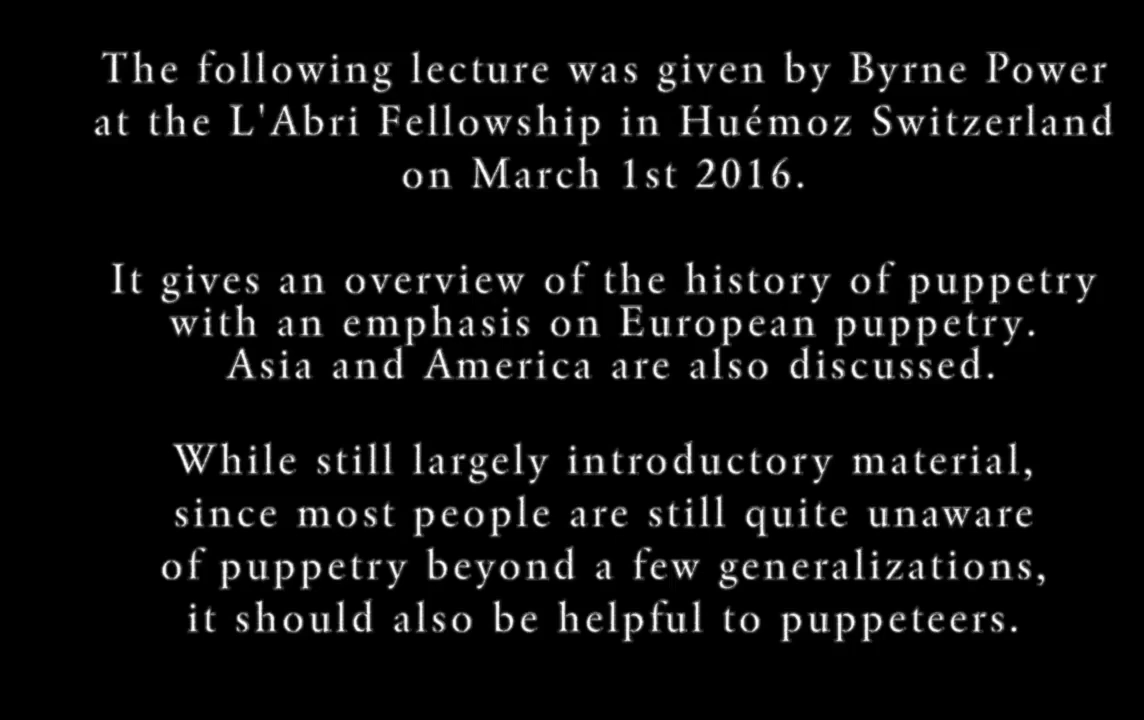 The following lecture was given by Byrne Power
at the L'Abri Fellowship in Huémoz Switzerland
on March 1st 2016.
It gives an overview of the history of puppetry
with an emphasis on European puppetry.
Asia and America are also discussed.
While still largely introductory material,
since most people are still quite unaware
of puppetry beyond a few generalizations,
it should also be helpful to puppeteers.